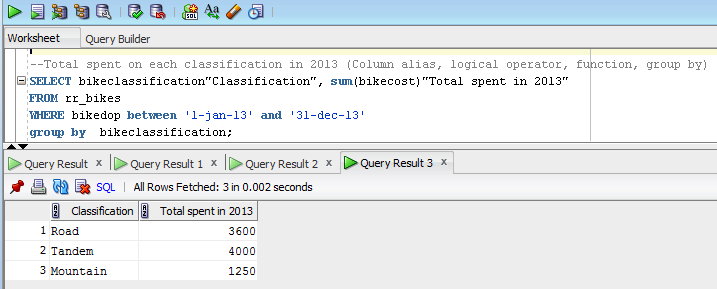 Worksheet Query Builder
--Total spent on each classification in 2013 (Column alias, logical operator, function, group by)
SELECT bikeclassification"Classification", sum(bikecost)"Total spent in 2013"
FROM rr_bikes
WHERE bikedop between '1-jan-13' and '31-dec-13'
group by bikeclassification;
Query Result x Query Result 1 x Query Result 2 x Query Result 3 x
SQL | All Rows Fetched: 3 in 0.002 seconds
Classification Total spent in 2013
1 Road 3600
2 Tandem 4000
3 Mountain 1250